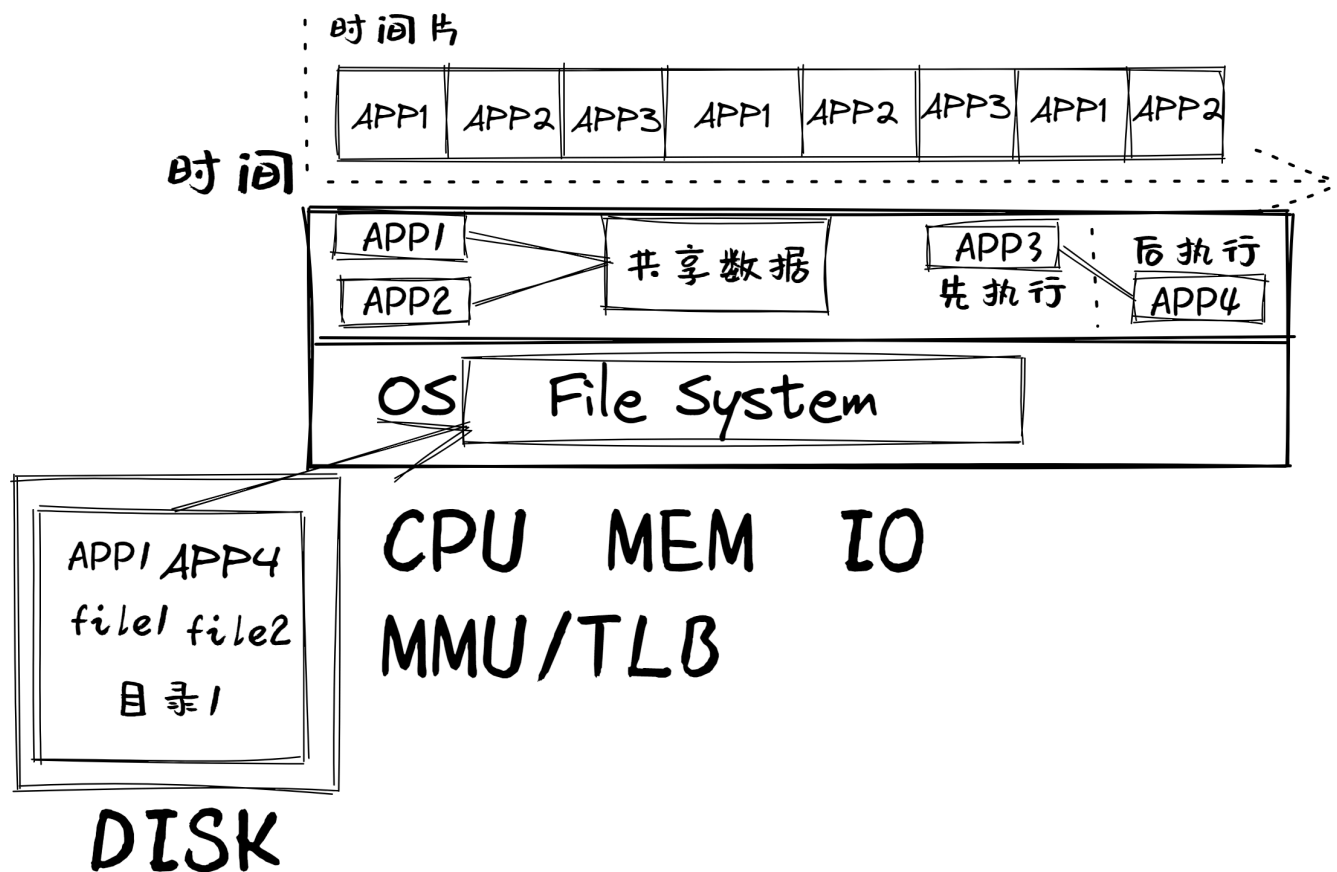 时间片
APP1 APP2 APP3 APP1 APP2 APP3 APP1 APP2
时间
APP1 共享数据 APP3 后执行
APP2 先执行 APP4
OS File System
CPU MEM IO
APP1 APP4
file1 file2
MMU/TLB
目录1
DISK